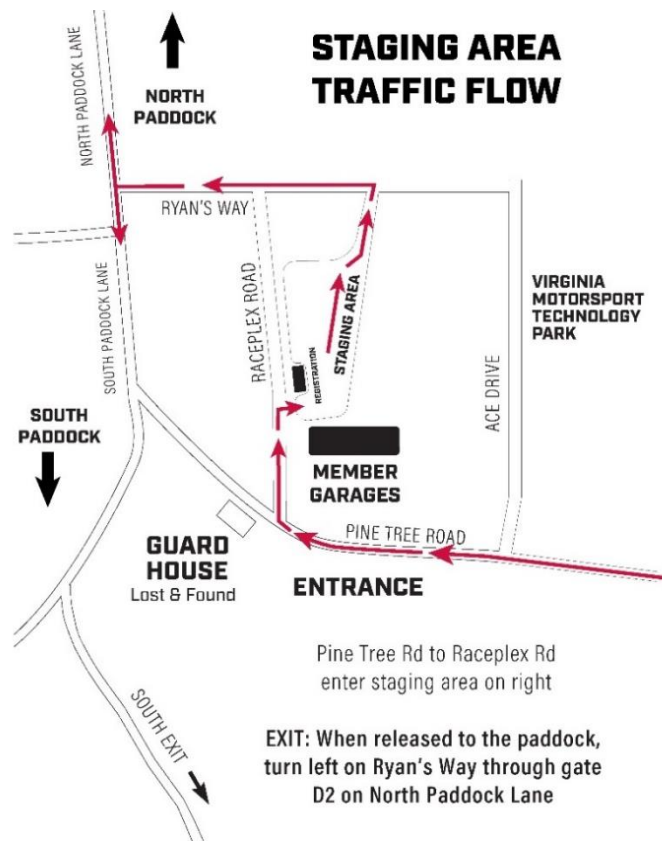 STAGING AREA
TRAFFIC FLOW
NORTH PADDOCK LANE
NORTH
PADDOCK
RYAN'S WAY
RACEPLEX ROAD
STAGING AREA
REGISTRATION
VIRGINIA
MOTORSPORT
TECHNOLOGY
PARK
ACE DRIVE
SOUTH PADDOCK LANE
SOUTH
PADDOCK
MEMBER
GARAGES
PINE TREE ROAD
GUARD
HOUSE
Lost & Found
ENTRANCE
SOUTH EXIT
Pine Tree Rd to Raceplex Rd
enter staging area on right
EXIT: When released to the paddock,
turn left on Ryan's Way through gate
D2 on North Paddock Lane